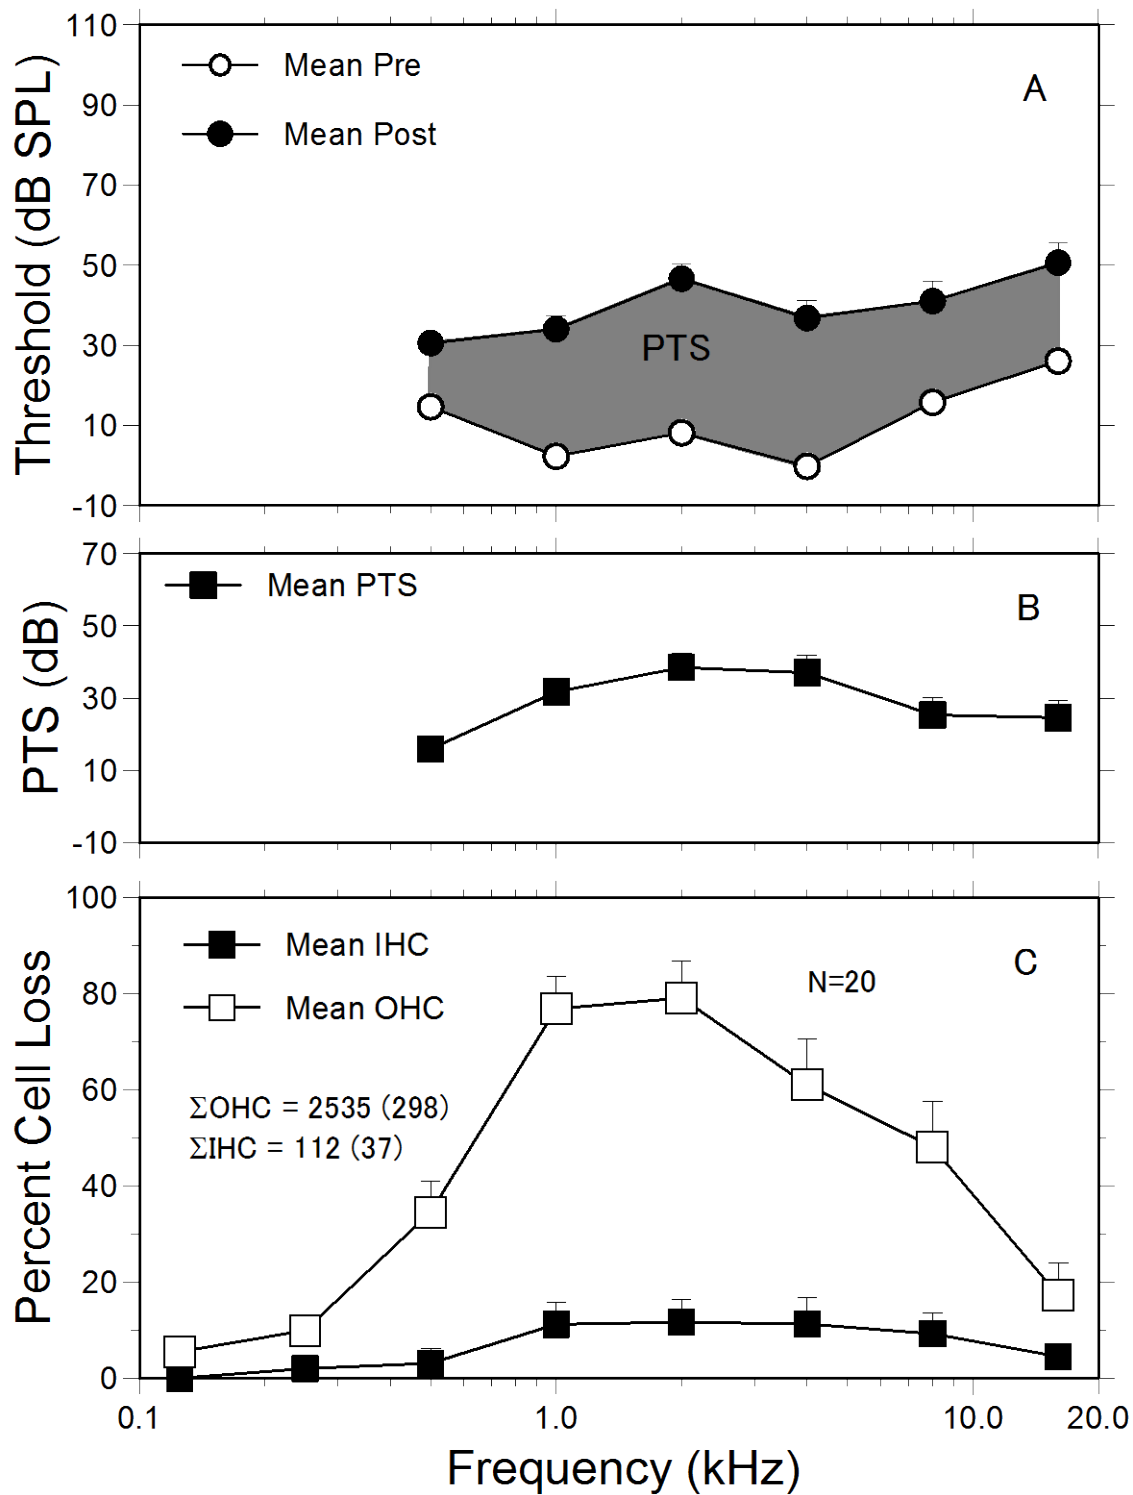 110
90
70
50
30
10
-10
Threshold (dB SPL)
Mean Pre
Mean Post
A
PTS
70
50
30
10
-10
PTS (dB)
Mean PTS
B
100
80
60
40
20
0
Percent Cell Loss
Mean IHC
Mean OHC
C
N=20
ΣOHC = 2535 (298)
ΣIHC = 112 (37)
0.1 1.0 10.0 20.0
Frequency (kHz)